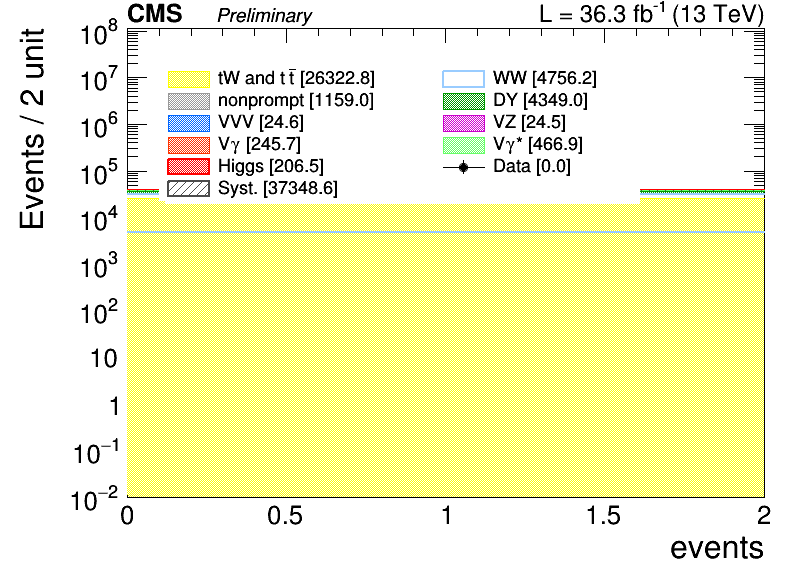 CMS Preliminary L = 36.3 fb⁻¹ (13 TeV)
Events / 2 unit
10⁸
10⁷
10⁶
10⁵
10⁴
10³
10²
10
1
10⁻¹
10⁻²
tW and tt̄ [26322.8] WW [4756.2]
nonprompt [1159.0] DY [4349.0]
VVV [24.6] VZ [24.5]
Vγ [245.7] Vγ* [466.9]
Higgs [206.5] Data [0.0]
Syst. [37348.6]
0 0.5 1 1.5 2
events